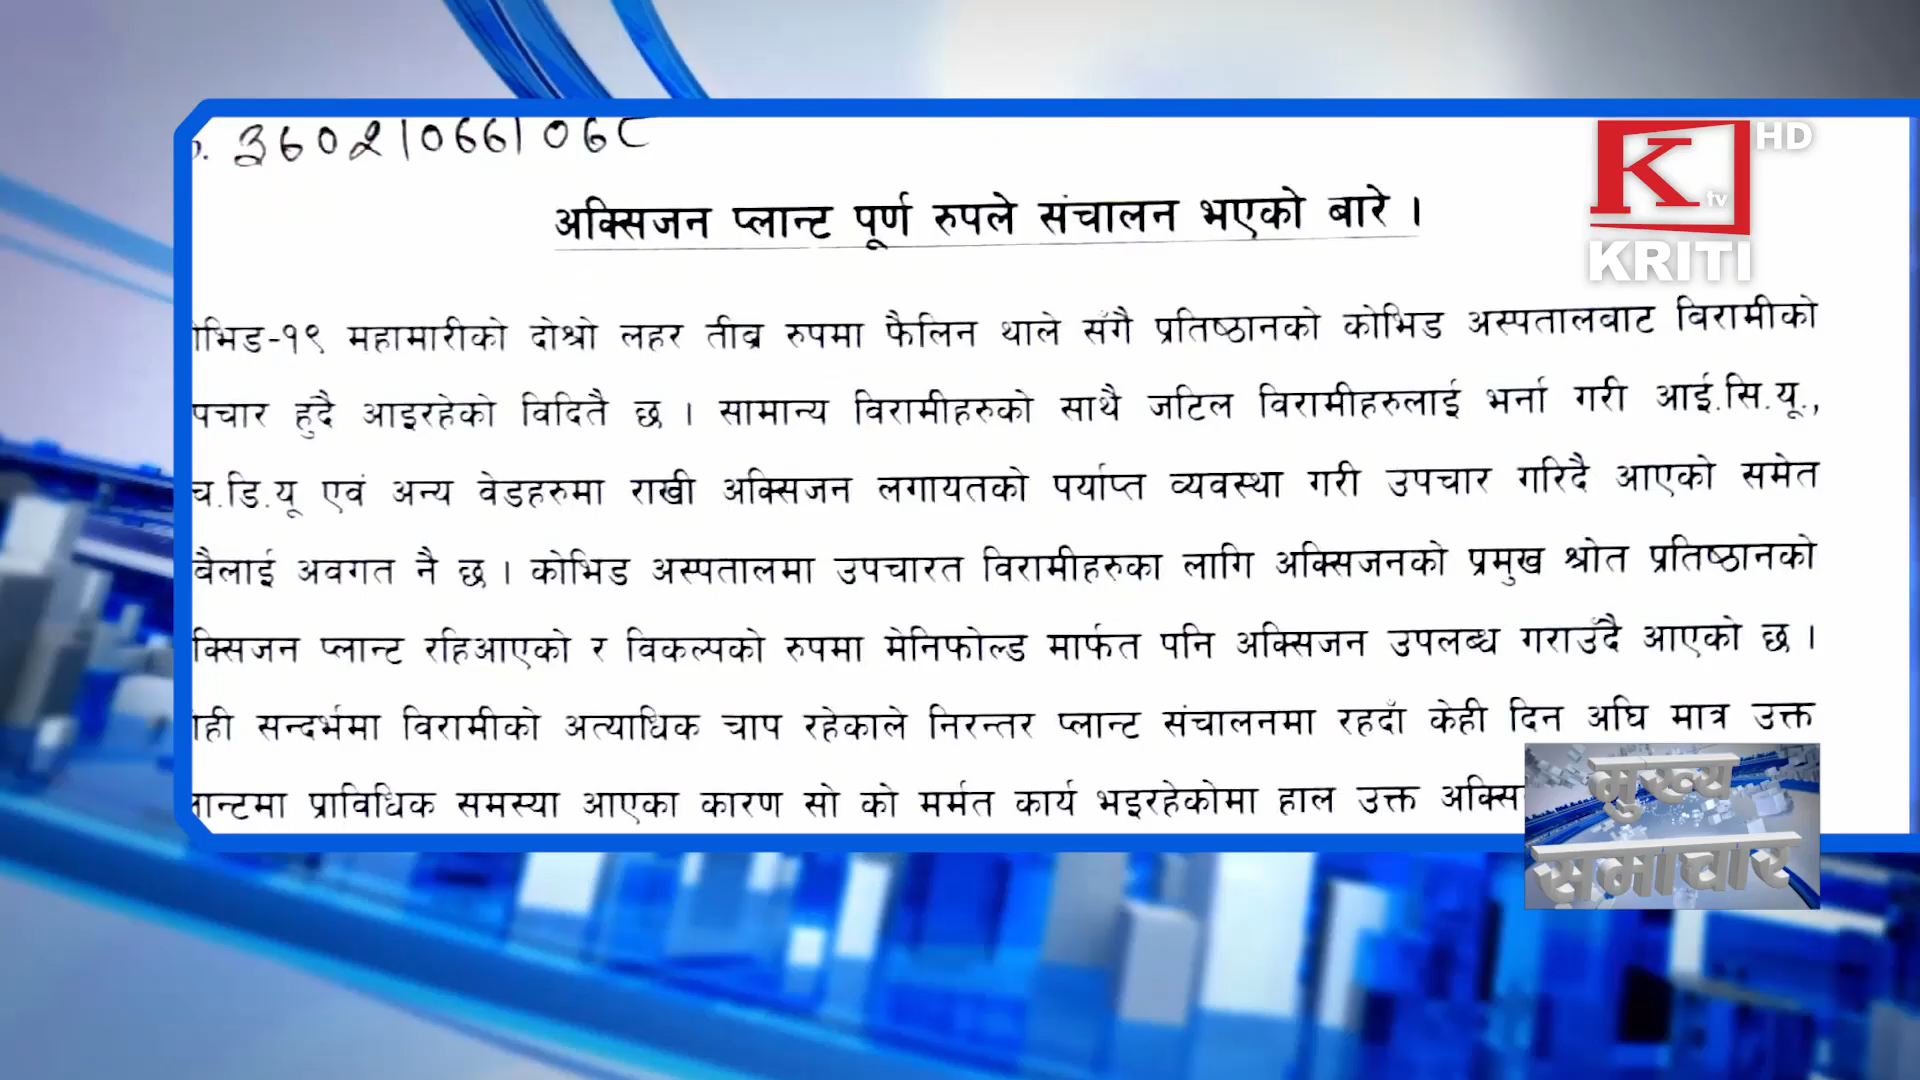 अक्सिजन प्लान्ट पूर्ण रुपले संचालन भएको बारे ।
K tv HD
KRITI
भिड-१९ महामारीको दोश्रो लहर तीब्र रुपमा फैलिन थाले सँगै प्रतिष्ठानको कोभिड अस्पतालबाट विरामीको
पचार हुदै आइरहेको विदितै छ । सामान्य विरामीहरुको साथै जटिल विरामीहरुलाई भर्ना गरी आई.सि.यू.,
च.डि.यू एवं अन्य वेडहरुमा राखी अक्सिजन लगायतको पर्याप्त व्यवस्था गरी उपचार गरिदै आएको समेत
वैलाई अवगत नै छ । कोभिड अस्पतालमा उपचारत विरामीहरुका लागि अक्सिजनको प्रमुख श्रोत प्रतिष्ठानको
क्सिजन प्लान्ट रहिआएको र विकल्पको रुपमा मेनिफोल्ड मार्फत पनि अक्सिजन उपलब्ध गराउँदै आएको छ ।
ही सन्दर्भमा विरामीको अत्याधिक चाप रहेकाले निरन्तर प्लान्ट संचालनमा रहदाँ केही दिन अघि मात्र उक्त
लान्टमा प्राविधिक समस्या आएका कारण सो को मर्मत कार्य भइरहेकोमा हाल उक्त अक्सि
मुख्य
समाचार